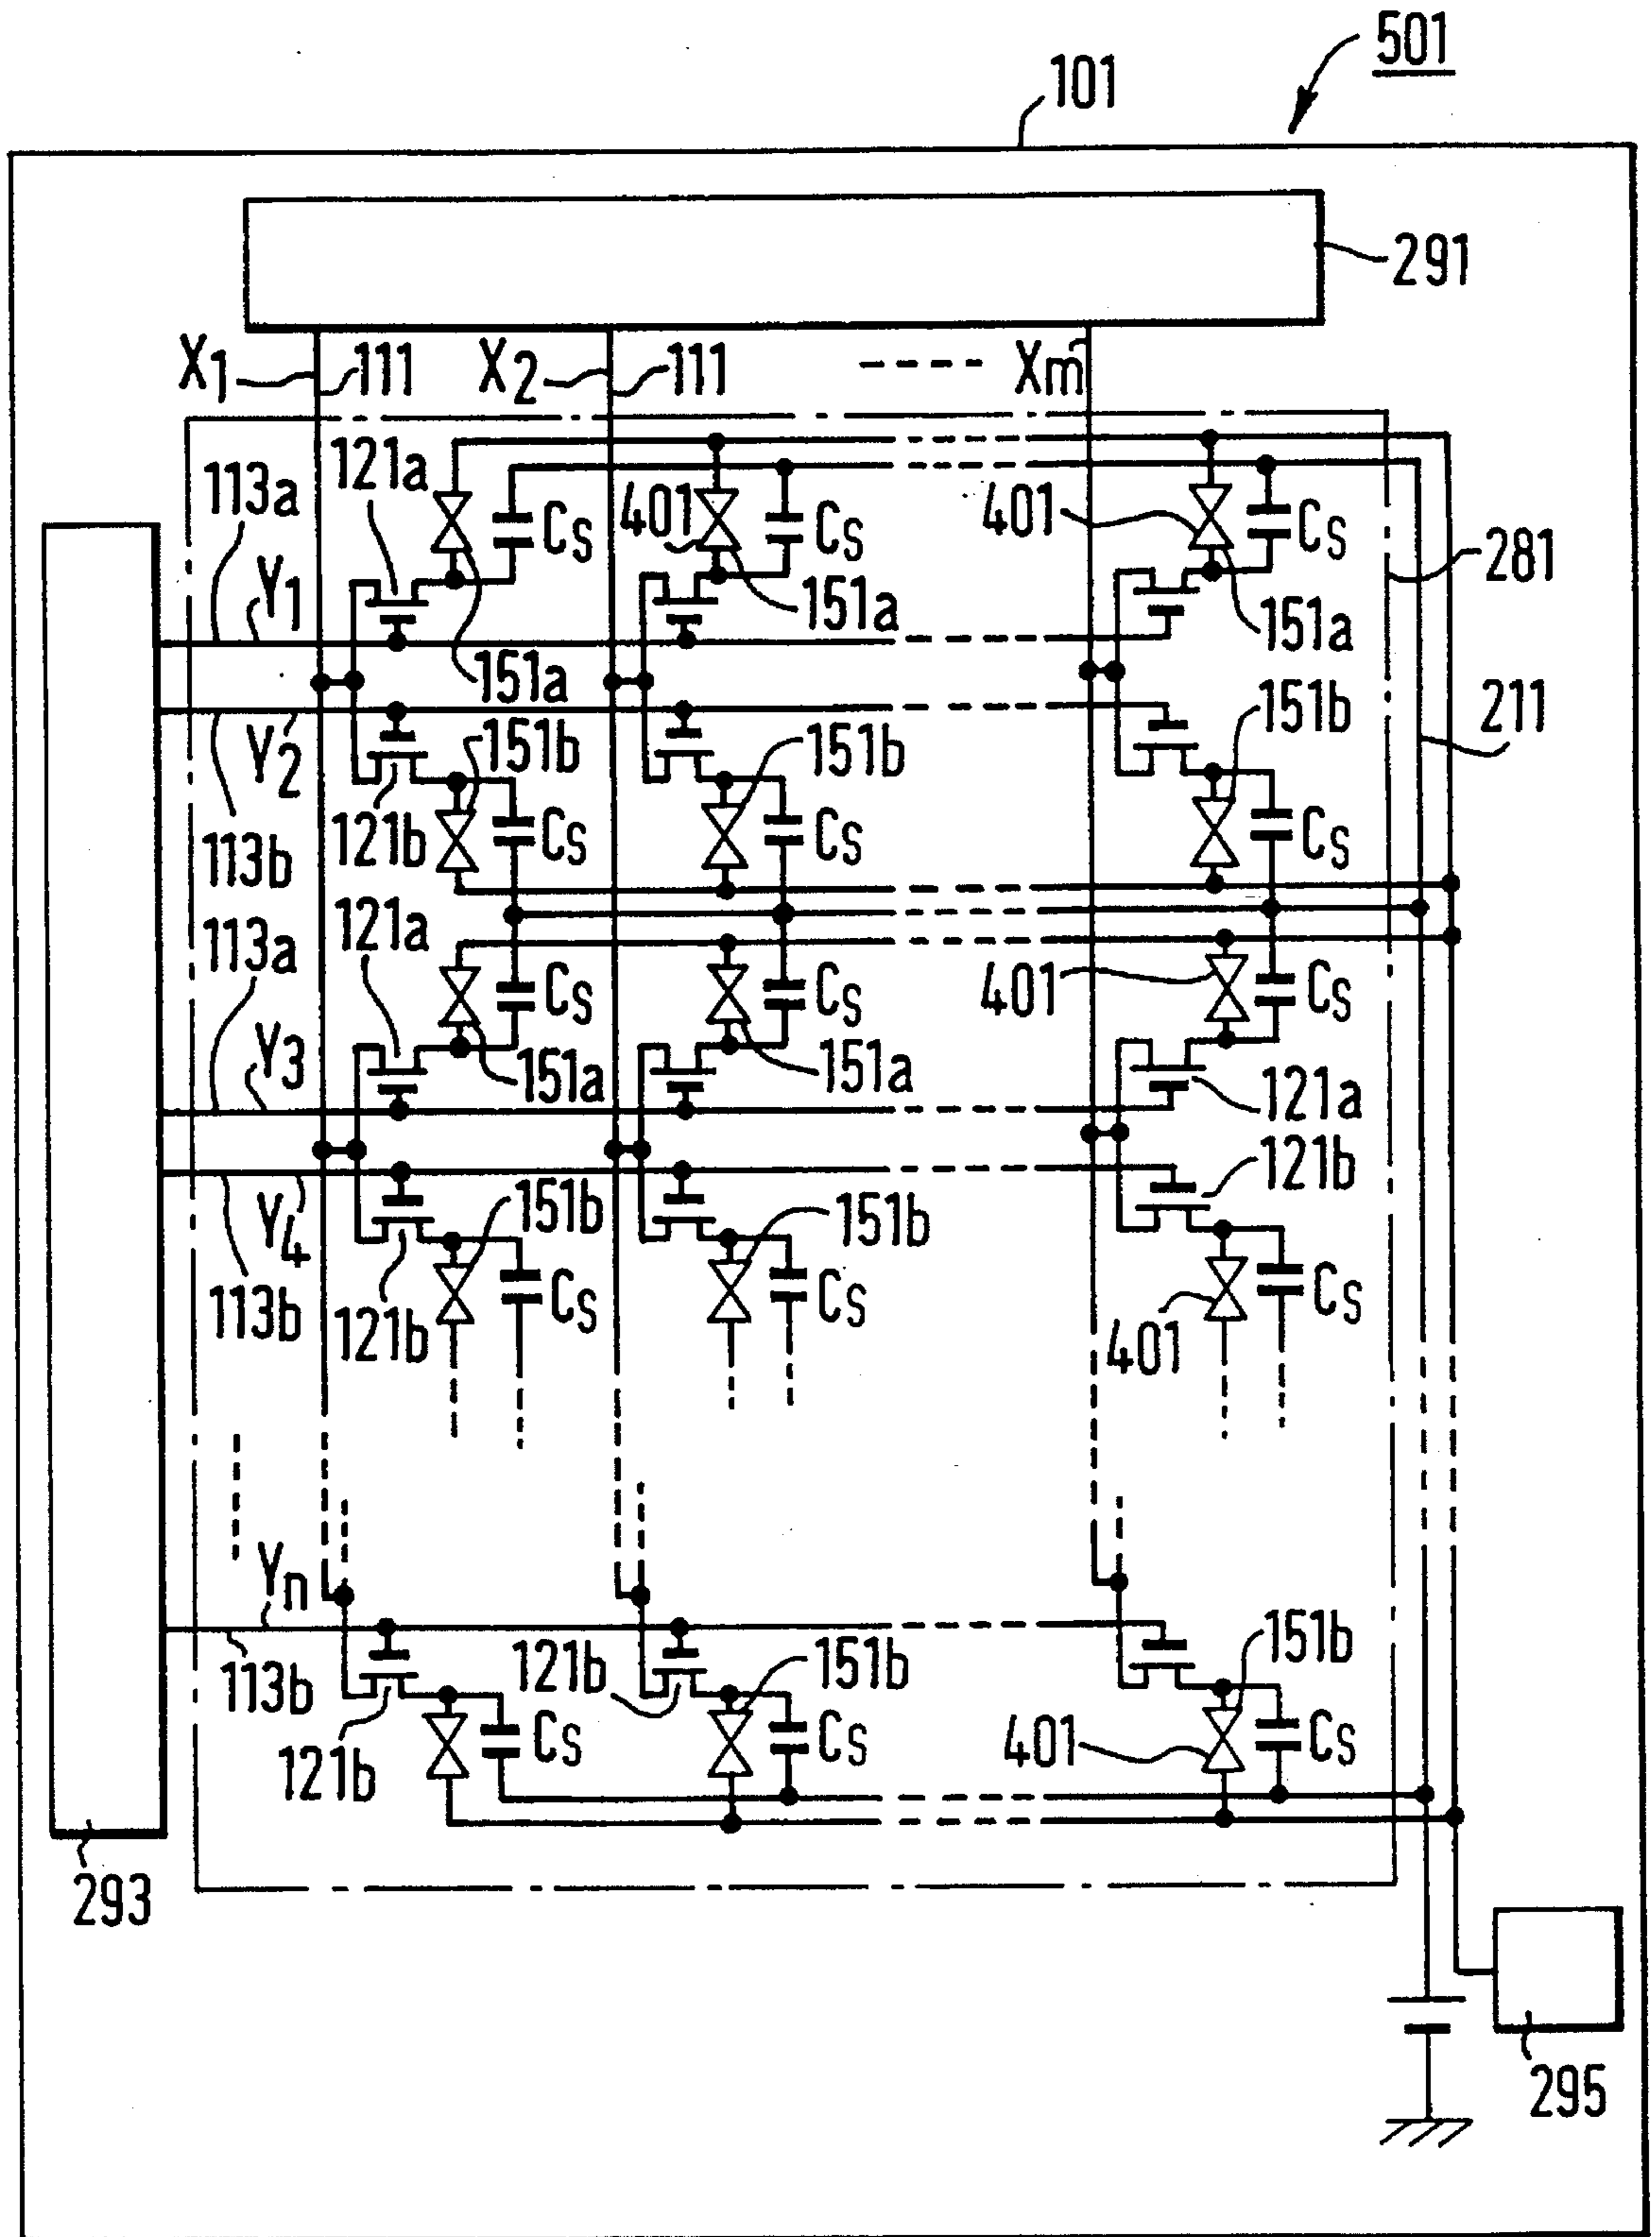 501
101
291
X1 111 X2 111 Xm
113a 121a CS 401 CS 401 CS 281
Y1 151a 151a
151a 211
Y2 151b 151b 151b
113b 121b CS CS CS
113a 121a CS CS 401 CS
Y3 151a 151a 121a
121b
Y4 151b 151b
113b 121b CS CS 401 CS
Yn
113b 121b 151b 151b
121b CS CS 401 CS
293
295